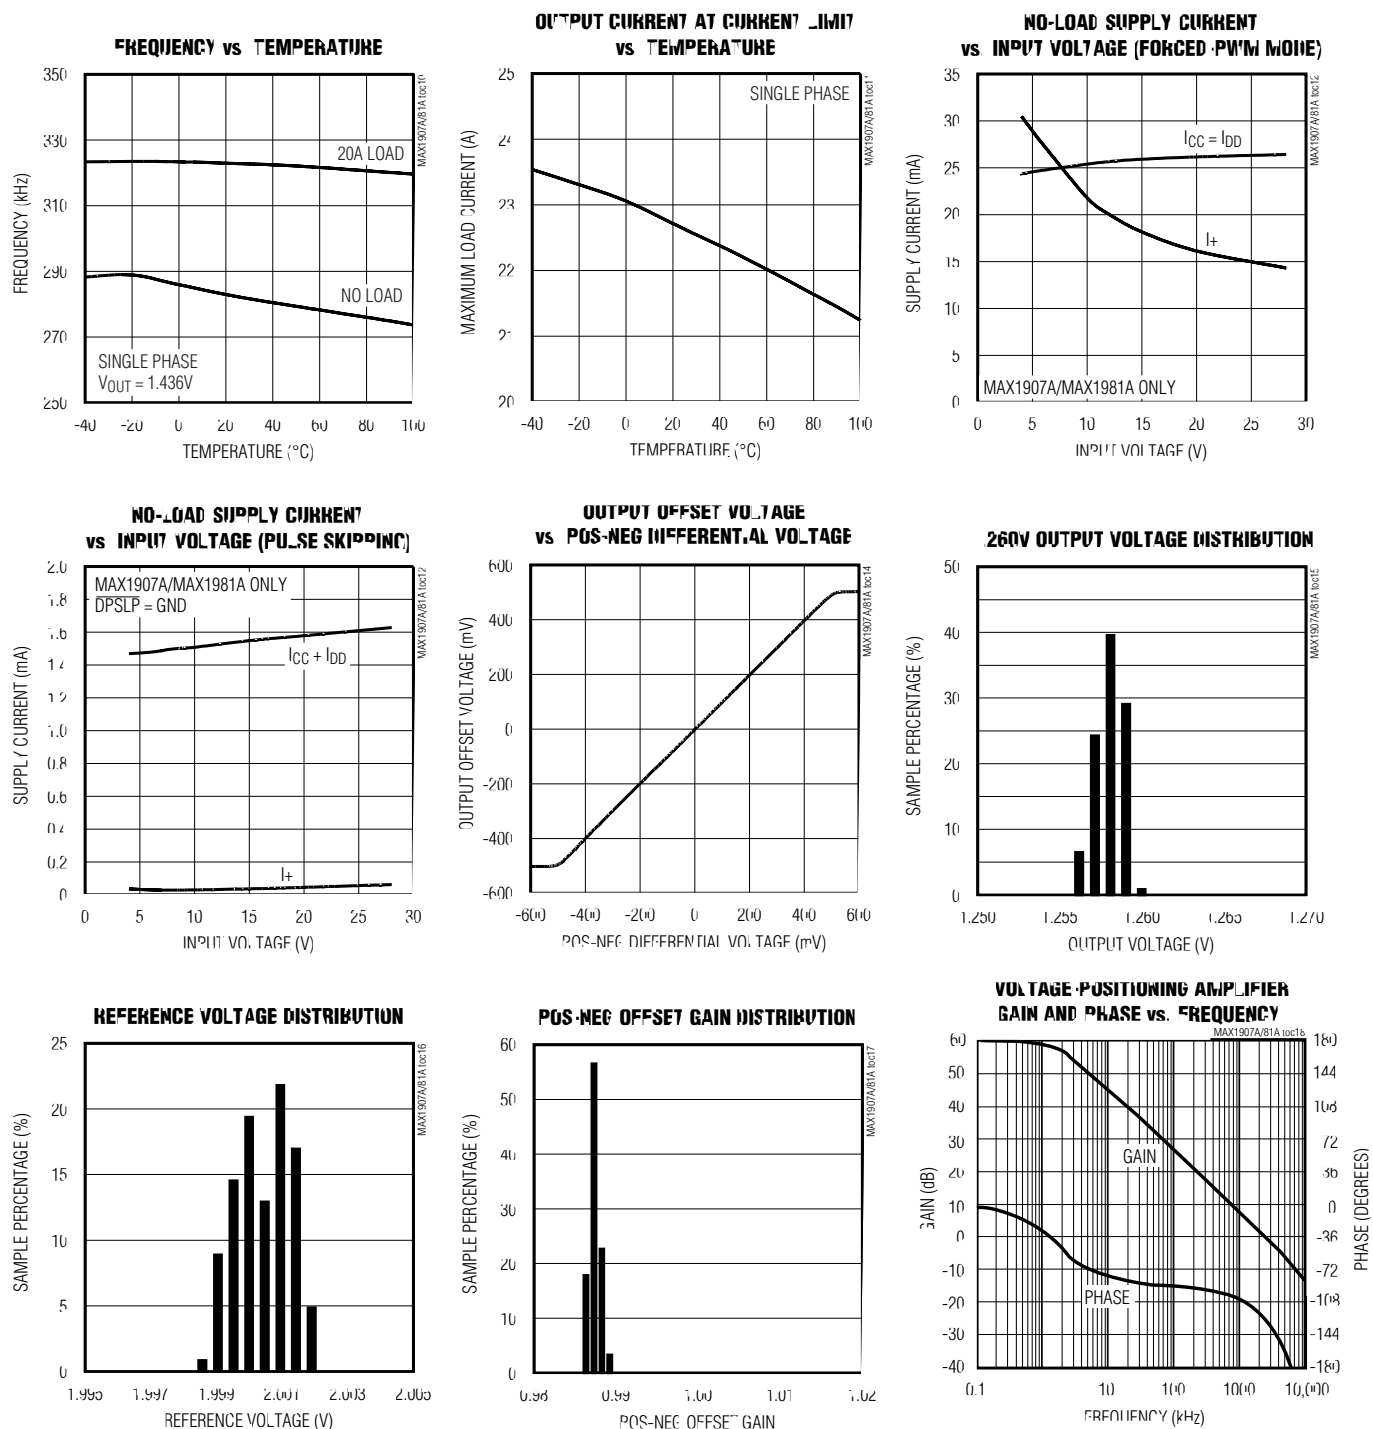 FREQUENCY vs. TEMPERATURE
350
330
310
290
270
250
FREQUENCY (kHz)
20A LOAD
NO LOAD
SINGLE PHASE
VOUT = 1.436V
MAX1907A/81A toc10
-40 -20 0 20 40 60 80 100
TEMPERATURE (°C)
OUTPUT CURRENT AT CURRENT LIMIT
vs. TEMPERATURE
25
24
23
22
21
20
MAXIMUM LOAD CURRENT (A)
SINGLE PHASE
MAX1907A/81A toc11
-40 -20 0 20 40 60 80 100
TEMPERATURE (°C)
NO-LOAD SUPPLY CURRENT
vs. INPUT VOLTAGE (FORCED-PWM MODE)
35
30
25
20
15
10
5
0
SUPPLY CURRENT (mA)
ICC = IDD
I+
MAX1907A/MAX1981A ONLY
MAX1907A/81A toc12
0 5 10 15 20 25 30
INPUT VOLTAGE (V)
NO-LOAD SUPPLY CURRENT
vs. INPUT VOLTAGE (PULSE SKIPPING)
2.0
1.8
1.6
1.4
1.2
1.0
0.8
0.6
0.4
0.2
0
SUPPLY CURRENT (mA)
MAX1907A/MAX1981A ONLY
DPSLP = GND
ICC + IDD
I+
MAX1907A/81A toc12
0 5 10 15 20 25 30
INPUT VOLTAGE (V)
OUTPUT OFFSET VOLTAGE
vs. POS-NEG DIFFERENTIAL VOLTAGE
600
400
200
0
-200
-400
-600
OUTPUT OFFSET VOLTAGE (mV)
MAX1907A/81A toc14
-600 -400 -200 0 200 400 600
POS-NEG DIFFERENTIAL VOLTAGE (mV)
.260V OUTPUT VOLTAGE DISTRIBUTION
50
40
30
20
10
0
SAMPLE PERCENTAGE (%)
MAX1907A/81A toc15
1.250 1.255 1.260 1.265 1.270
OUTPUT VOLTAGE (V)
REFERENCE VOLTAGE DISTRIBUTION
25
20
15
10
5
0
SAMPLE PERCENTAGE (%)
MAX1907A/81A toc16
1.995 1.997 1.999 2.001 2.003 2.005
REFERENCE VOLTAGE (V)
POS-NEG OFFSET GAIN DISTRIBUTION
60
50
40
30
20
10
0
SAMPLE PERCENTAGE (%)
MAX1907A/81A toc17
0.98 0.99 1.00 1.01 1.02
POS-NEG OFFSET GAIN
VOLTAGE-POSITIONING AMPLIFIER
GAIN AND PHASE vs. FREQUENCY
MAX1907A/81A toc18
60
50
40
30
20
10
0
-10
-20
-30
-40
GAIN (dB)
GAIN
PHASE
180
144
108
72
36
0
-36
-72
-108
-144
-180
PHASE (DEGREES)
0.1 10 100 1000 10,000
FREQUENCY (kHz)